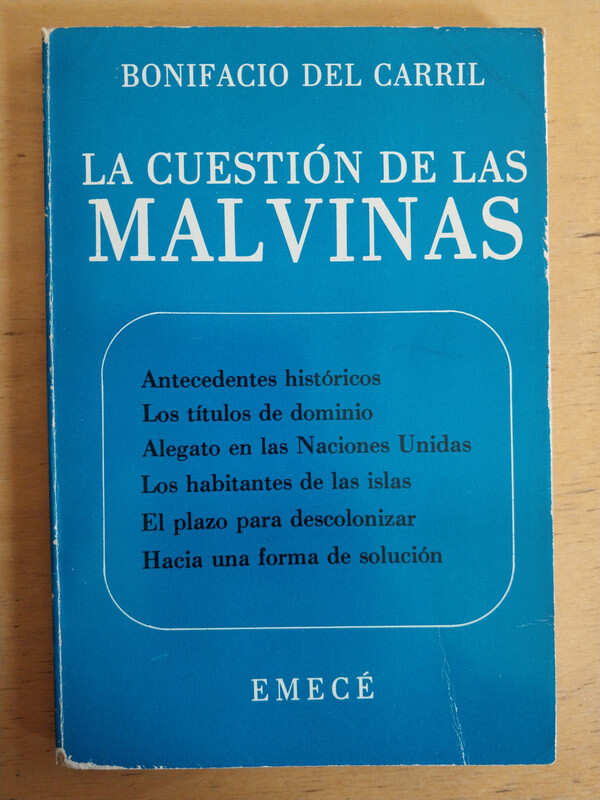 BONIFACIO DEL CARRIL
LA CUESTIÓN DE LAS
MALVINAS
Antecedentes históricos
Los títulos de dominio
Alegato en las Naciones Unidas
Los habitantes de las islas
El plazo para descolonizar
Hacia una forma de solución
EMECÉ